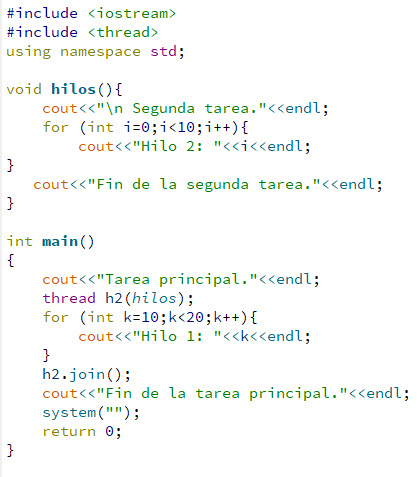 #include <iostream>
#include <thread>
using namespace std;

void hilos(){
    cout<<"\n Segunda tarea."<<endl;
    for (int i=0;i<10;i++){
        cout<<"Hilo 2: "<<i<<endl;
}
   cout<<"Fin de la segunda tarea."<<endl;
}

int main()
{
    cout<<"Tarea principal."<<endl;
    thread h2(hilos);
    for (int k=10;k<20;k++){
        cout<<"Hilo 1: "<<k<<endl;
    }
    h2.join();
    cout<<"Fin de la tarea principal."<<endl;
    system("");
    return 0;
}